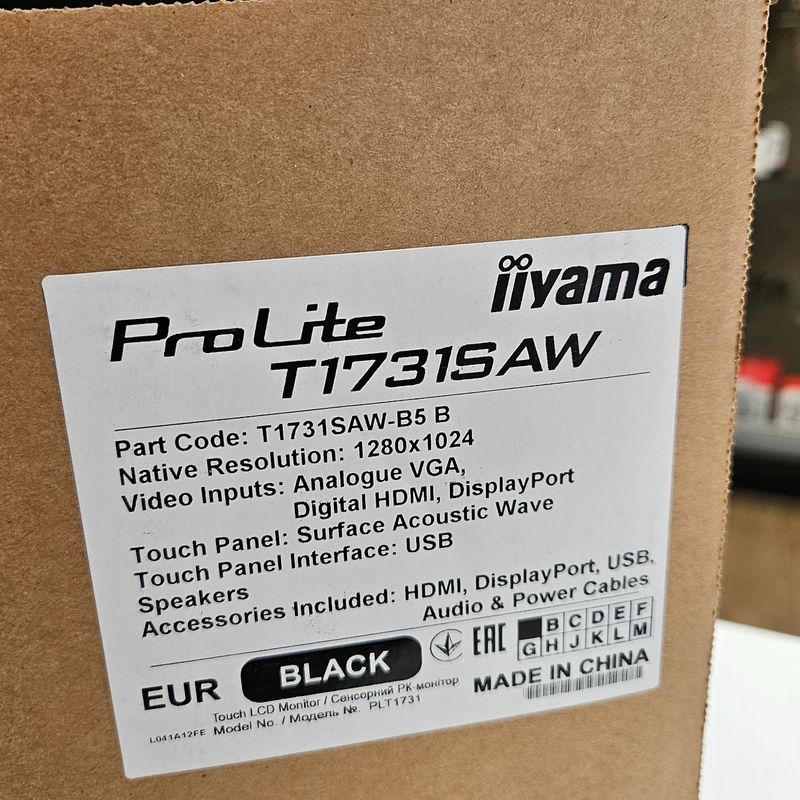 iiyama
ProLite
T1731SAW
Part Code: T1731SAW-B5 B
Native Resolution: 1280x1024
Video Inputs: Analogue VGA,
Digital HDMI, DisplayPort
Touch Panel: Surface Acoustic Wave
Touch Panel Interface: USB
Speakers
Accessories Included: HDMI, DisplayPort, USB,
Audio & Power Cables
EAC
B C D E F
G H J K L M
EUR
BLACK
MADE IN CHINA
Touch LCD Monitor / Сенсорний РК-монітор
L041A12FE
Model No. / Модель №. PLT1731